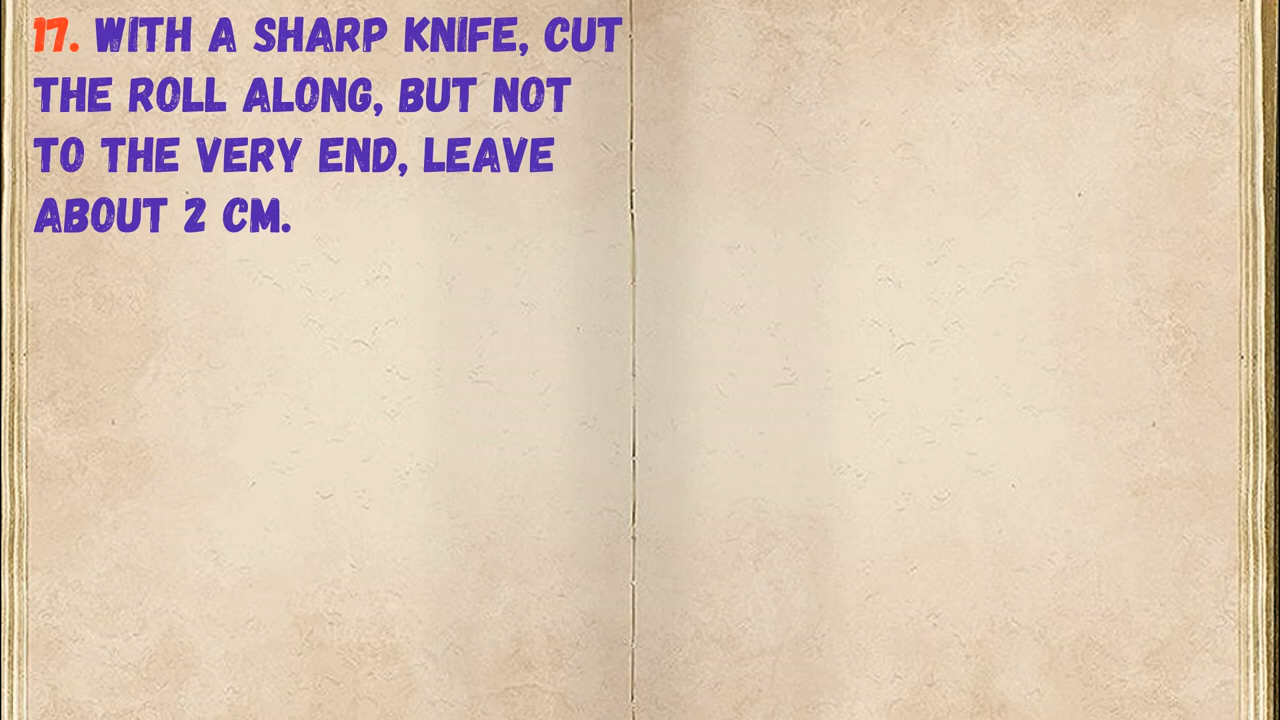 17. WITH A SHARP KNIFE, CUT
THE ROLL ALONG, BUT NOT
TO THE VERY END, LEAVE
ABOUT 2 CM.